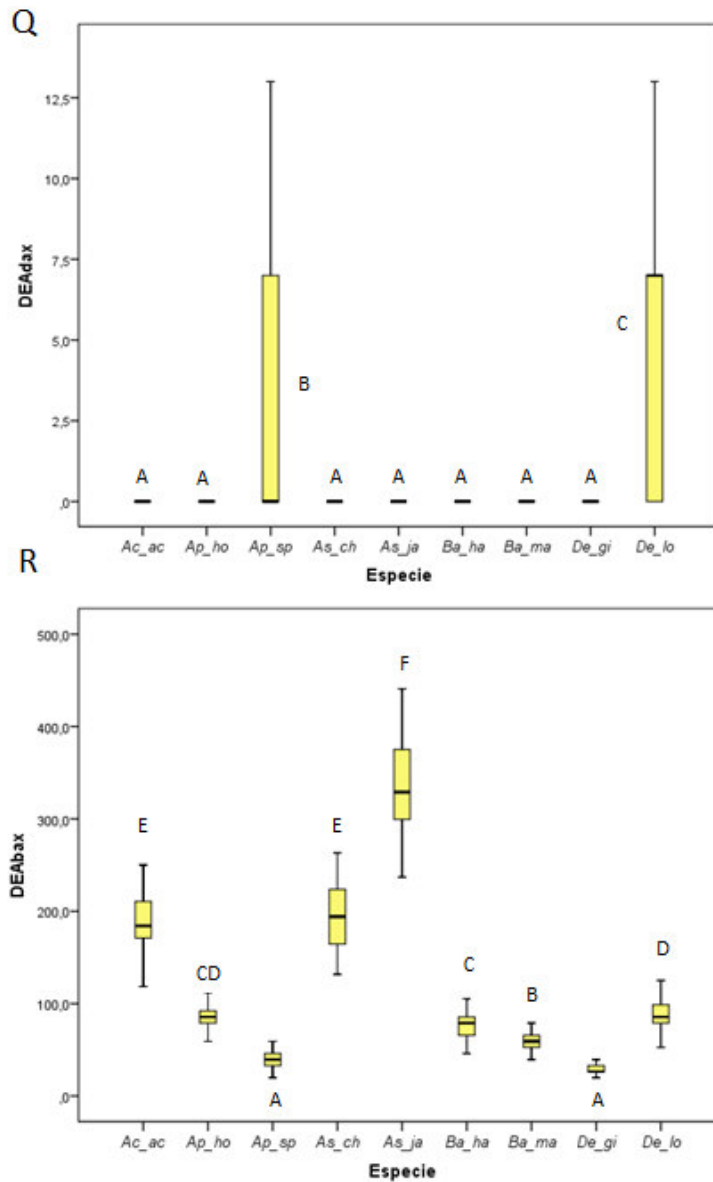 Q
12,5
10,0
7,5
5,0
2,5
,0
DEAdax
C
B
A A A A A A A
Ac_ac Ap_ho Ap_sp As_ch As_ja Ba_ha Ba_ma De_gi De_lo
Especie
R
500,0
400,0
300,0
200,0
100,0
,0
DEAbax
F
E E
D
CD C
B
A A
Ac_ac Ap_ho Ap_sp As_ch As_ja Ba_ha Ba_ma De_gi De_lo
Especie